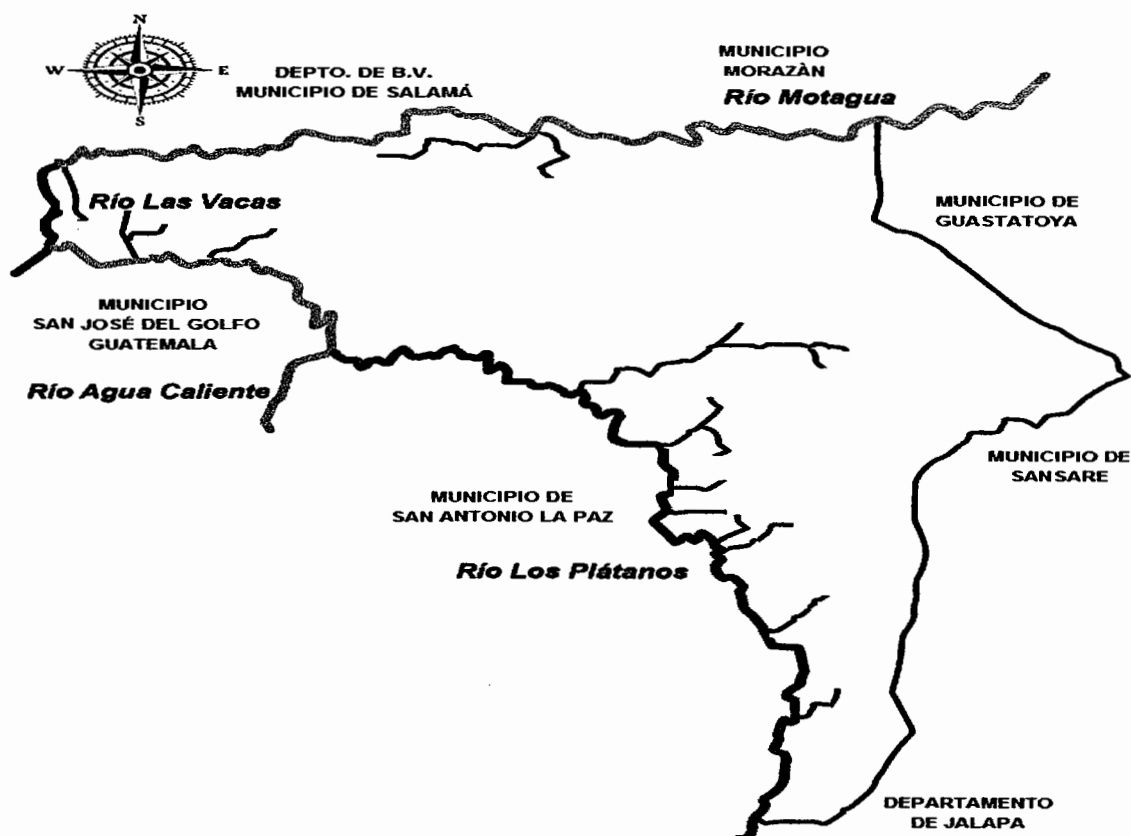 N
W
E
S
DEPTO. DE B.V.
MUNICIPIO DE SALAMÁ
MUNICIPIO
MORAZÀN
Río Motagua
Río Las Vacas
MUNICIPIO DE
GUASTATOYA
MUNICIPIO
SAN JOSÉ DEL GOLFO
GUATEMALA
Río Agua Caliente
MUNICIPIO DE
SANSARE
MUNICIPIO DE
SAN ANTONIO LA PAZ
Río Los Plátanos
DEPARTAMENTO
DE JALAPA